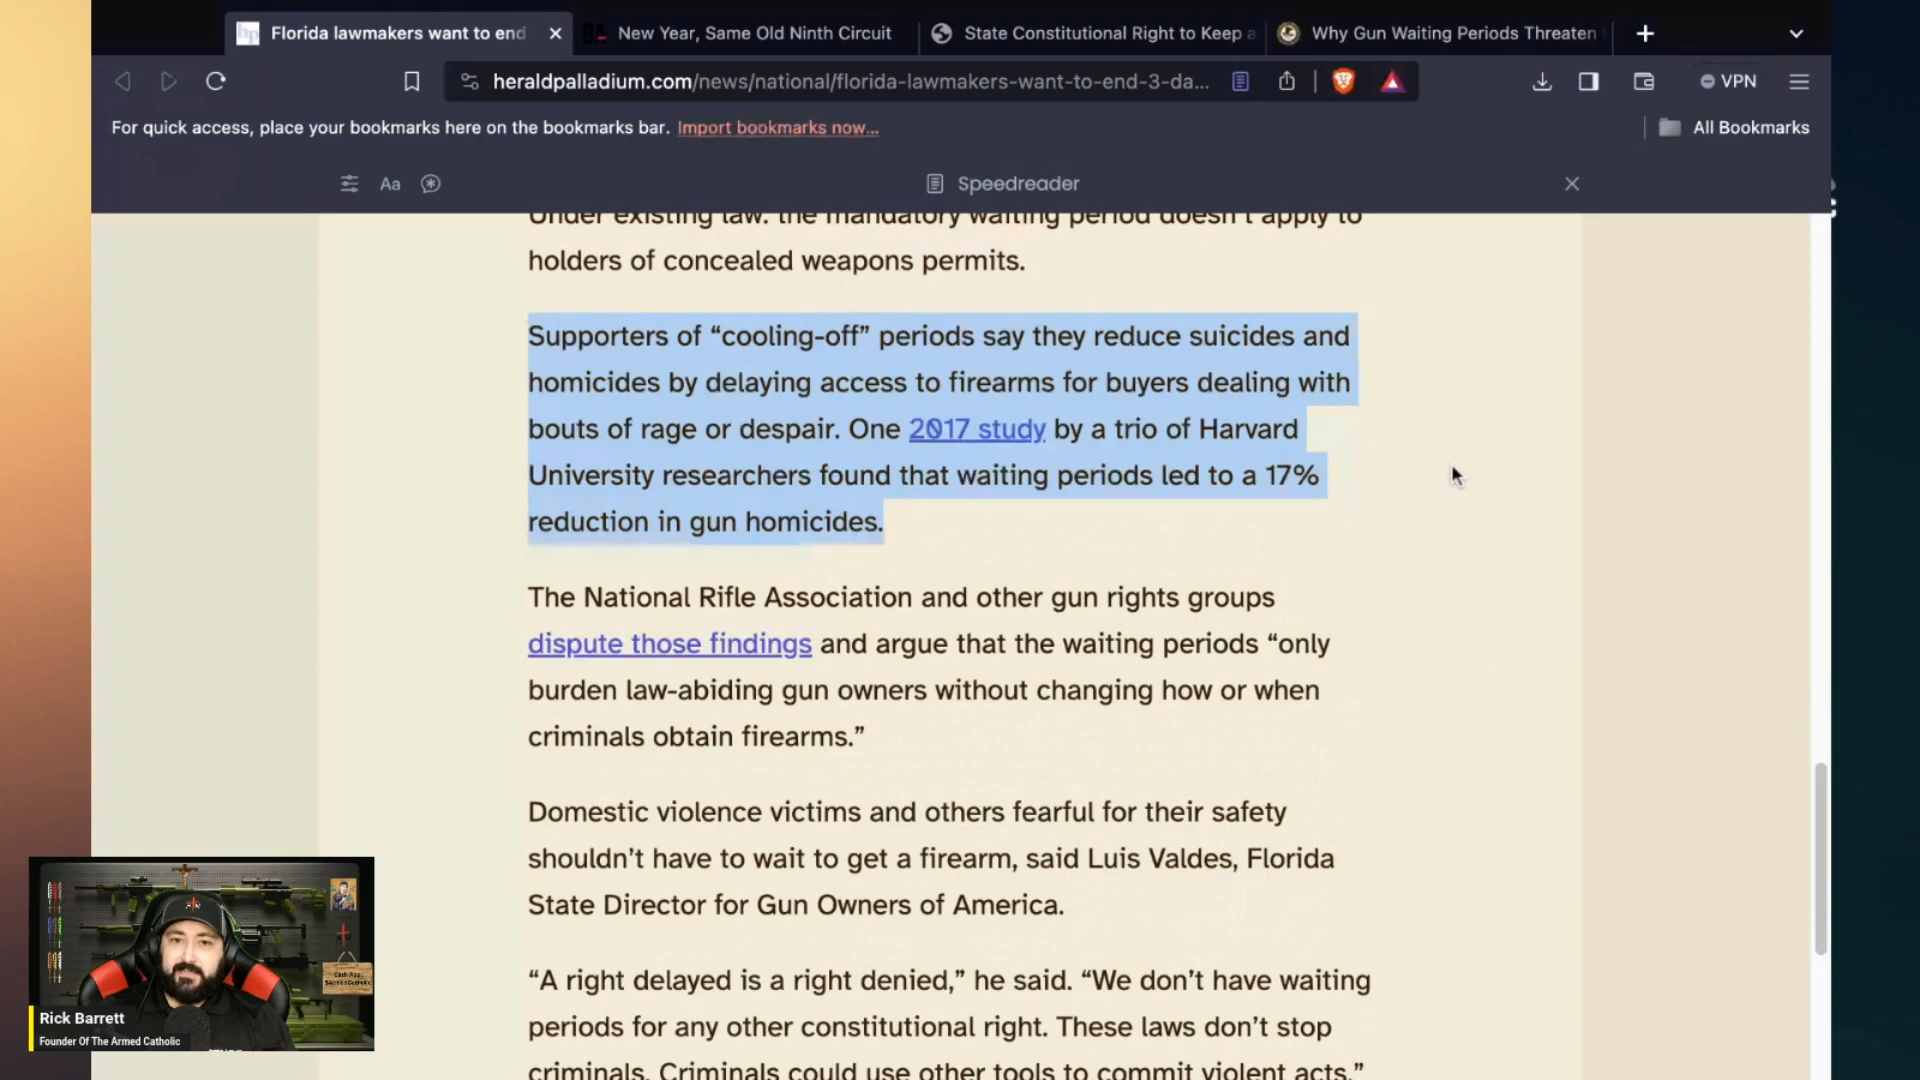 Florida lawmakers want to end
New Year, Same Old Ninth Circuit
State Constitutional Right to Keep a
Why Gun Waiting Periods Threaten
heraldpalladium.com/news/national/florida-lawmakers-want-to-end-3-da...
VPN
For quick access, place your bookmarks here on the bookmarks bar. Import bookmarks now...
All Bookmarks
Aa
Speedreader
Under existing law, the mandatory waiting period doesn't apply to
holders of concealed weapons permits.
Supporters of “cooling-off” periods say they reduce suicides and
homicides by delaying access to firearms for buyers dealing with
bouts of rage or despair. One 2017 study by a trio of Harvard
University researchers found that waiting periods led to a 17%
reduction in gun homicides.
The National Rifle Association and other gun rights groups
dispute those findings and argue that the waiting periods “only
burden law-abiding gun owners without changing how or when
criminals obtain firearms.”
Domestic violence victims and others fearful for their safety
shouldn’t have to wait to get a firearm, said Luis Valdes, Florida
State Director for Gun Owners of America.
“A right delayed is a right denied,” he said. “We don’t have waiting
periods for any other constitutional right. These laws don’t stop
criminals. Criminals could use other tools to commit violent acts.”
Cash App
$ArmedCatholic
Rick Barrett
Founder Of The Armed Catholic